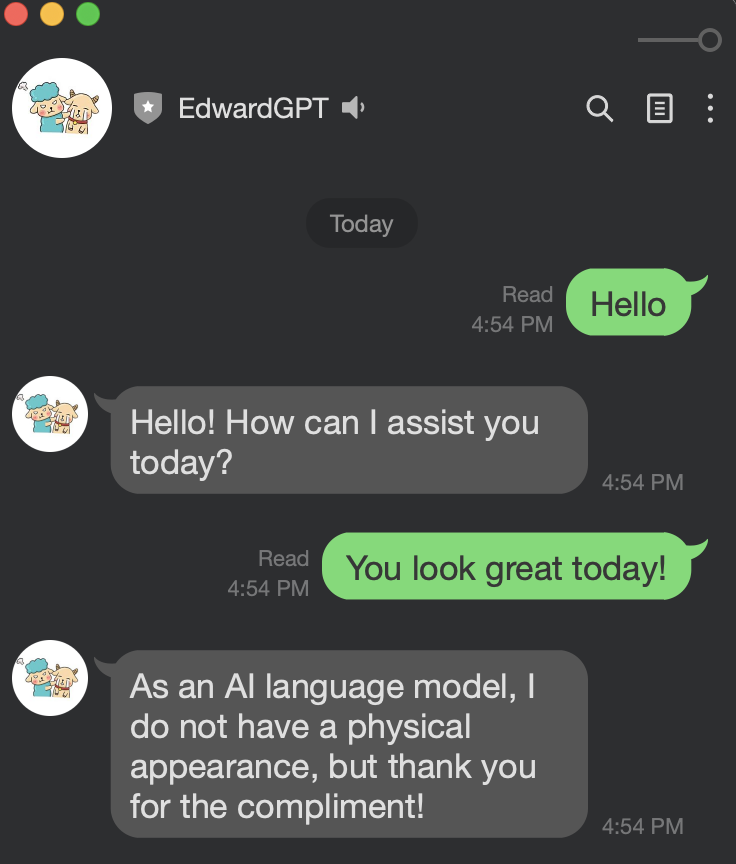 EdwardGPT
Today
Read
4:54 PM
Hello
Hello! How can I assist you
today?
4:54 PM
Read
4:54 PM
You look great today!
As an AI language model, I
do not have a physical
appearance, but thank you
for the compliment!
4:54 PM